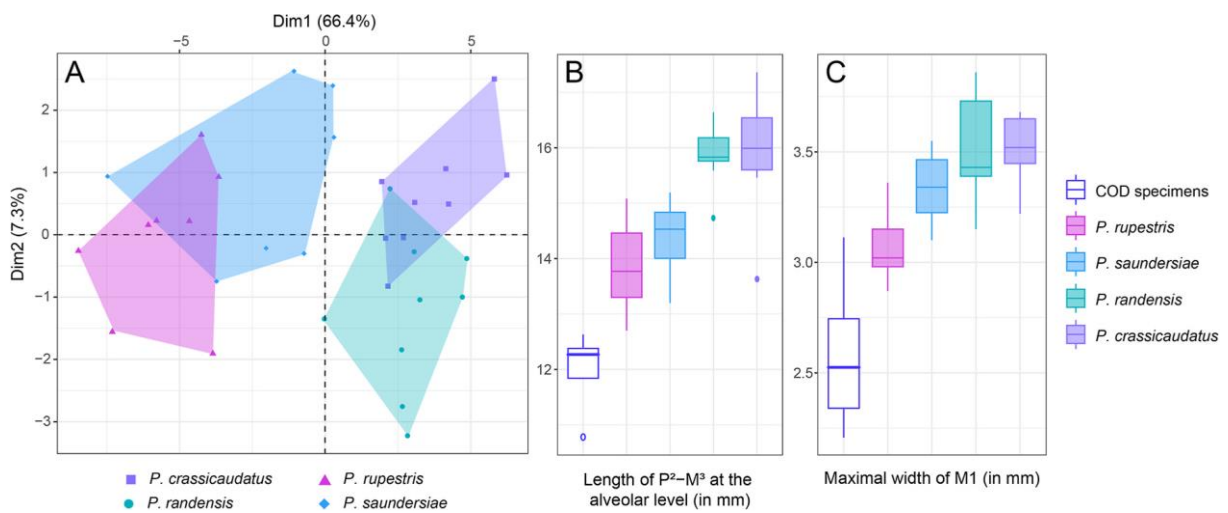 Dim1 (66.4%)
−5 0 5
A
2
1
0
−1
−2
−3
Dim2 (7.3%)
P. crassicaudatus
P. rupestris
P. randensis
P. saundersiae
B
16
14
12
Length of P²−M³ at the
alveolar level (in mm)
C
3.5
3.0
2.5
Maximal width of M1 (in mm)
COD specimens
P. rupestris
P. saundersiae
P. randensis
P. crassicaudatus